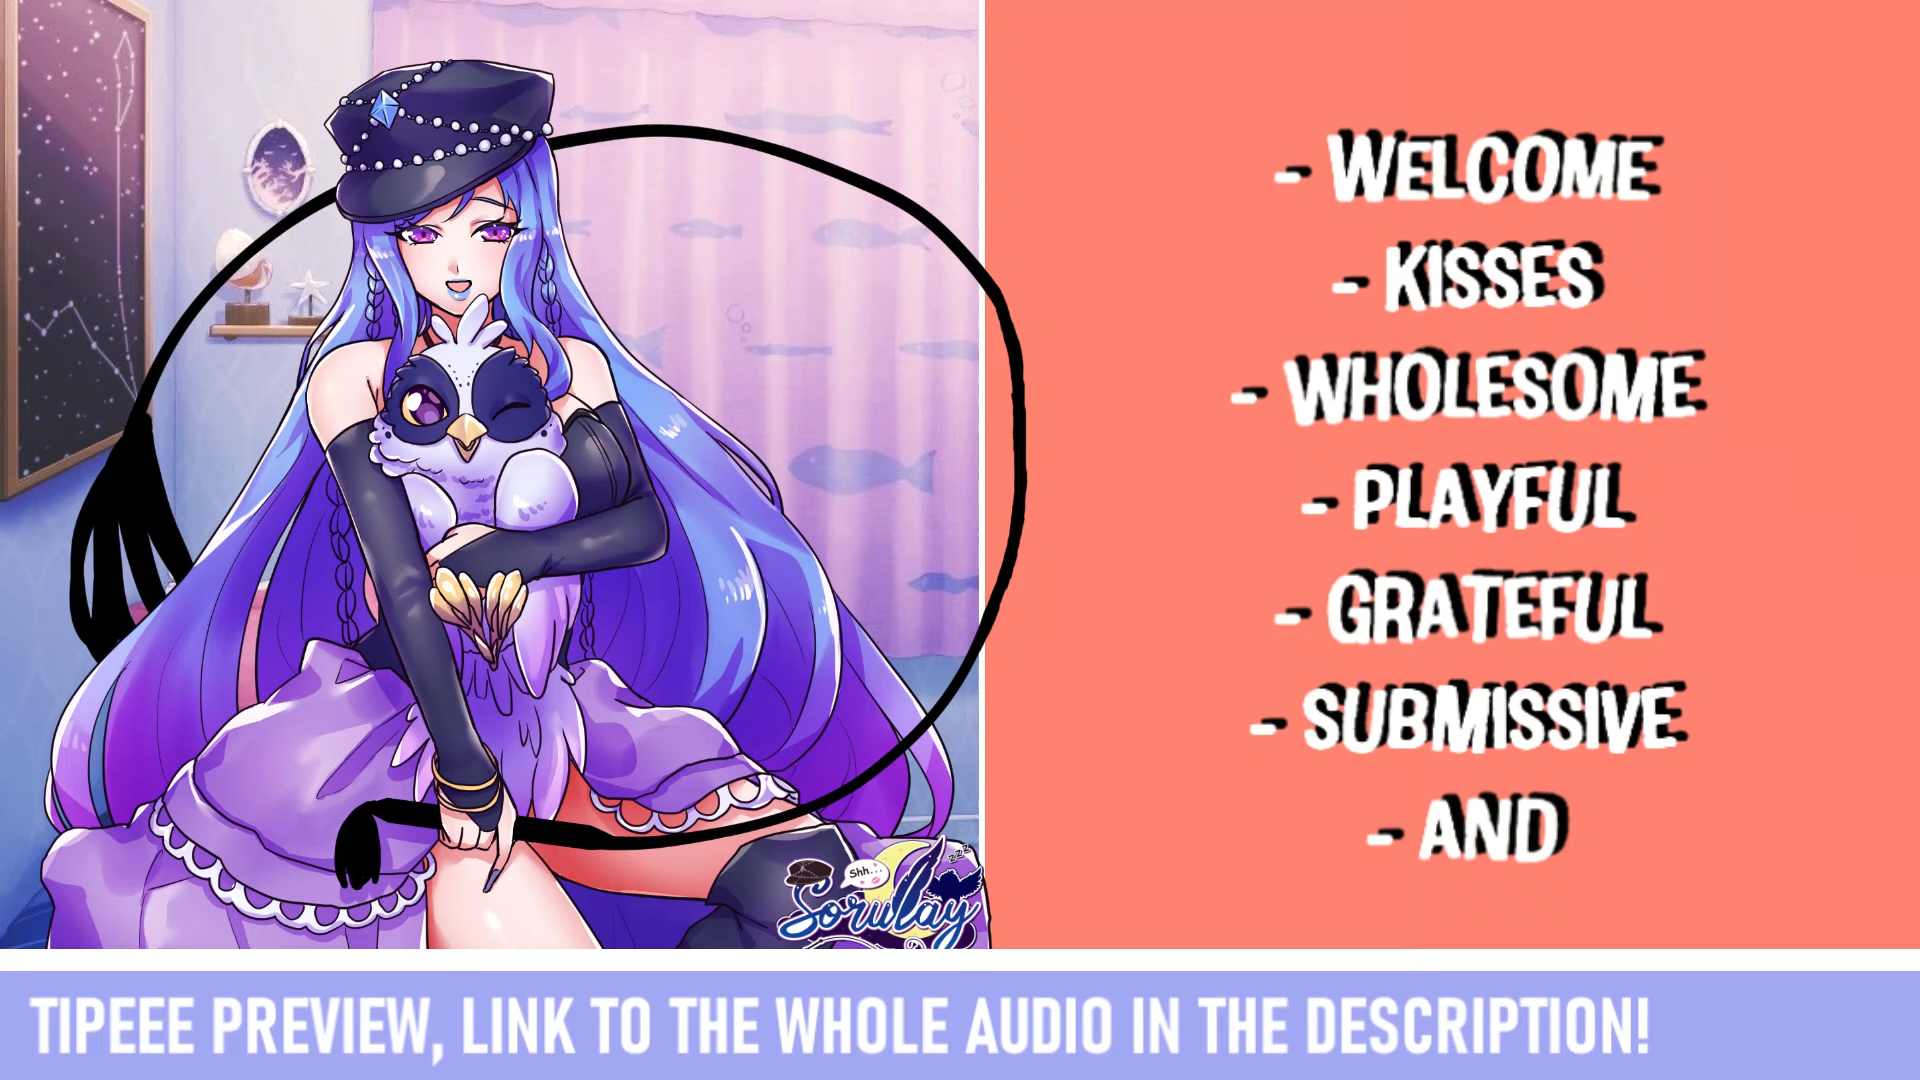 - WELCOME
- KISSES
- WHOLESOME
- PLAYFUL
- GRATEFUL
- SUBMISSIVE
- AND
Shh...
zzz
Sorulay
TIPEEE PREVIEW, LINK TO THE WHOLE AUDIO IN THE DESCRIPTION!